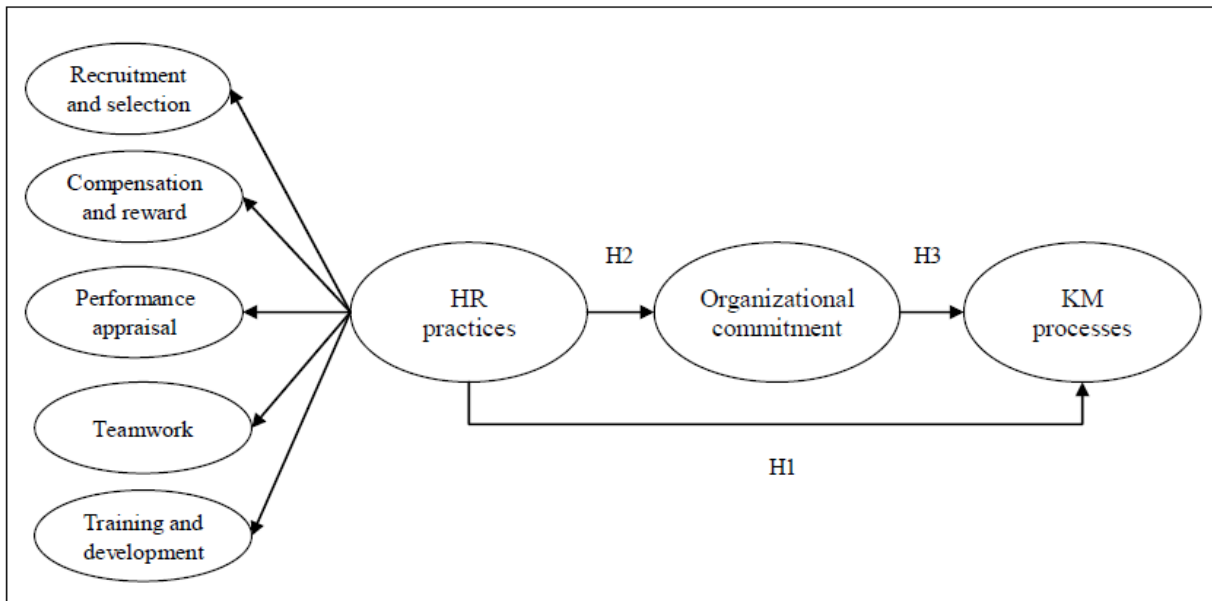 Recruitment
and selection
Compensation
and reward
Performance
appraisal
Teamwork
Training and
development
HR
practices
H2
Organizational
commitment
H3
KM
processes
H1